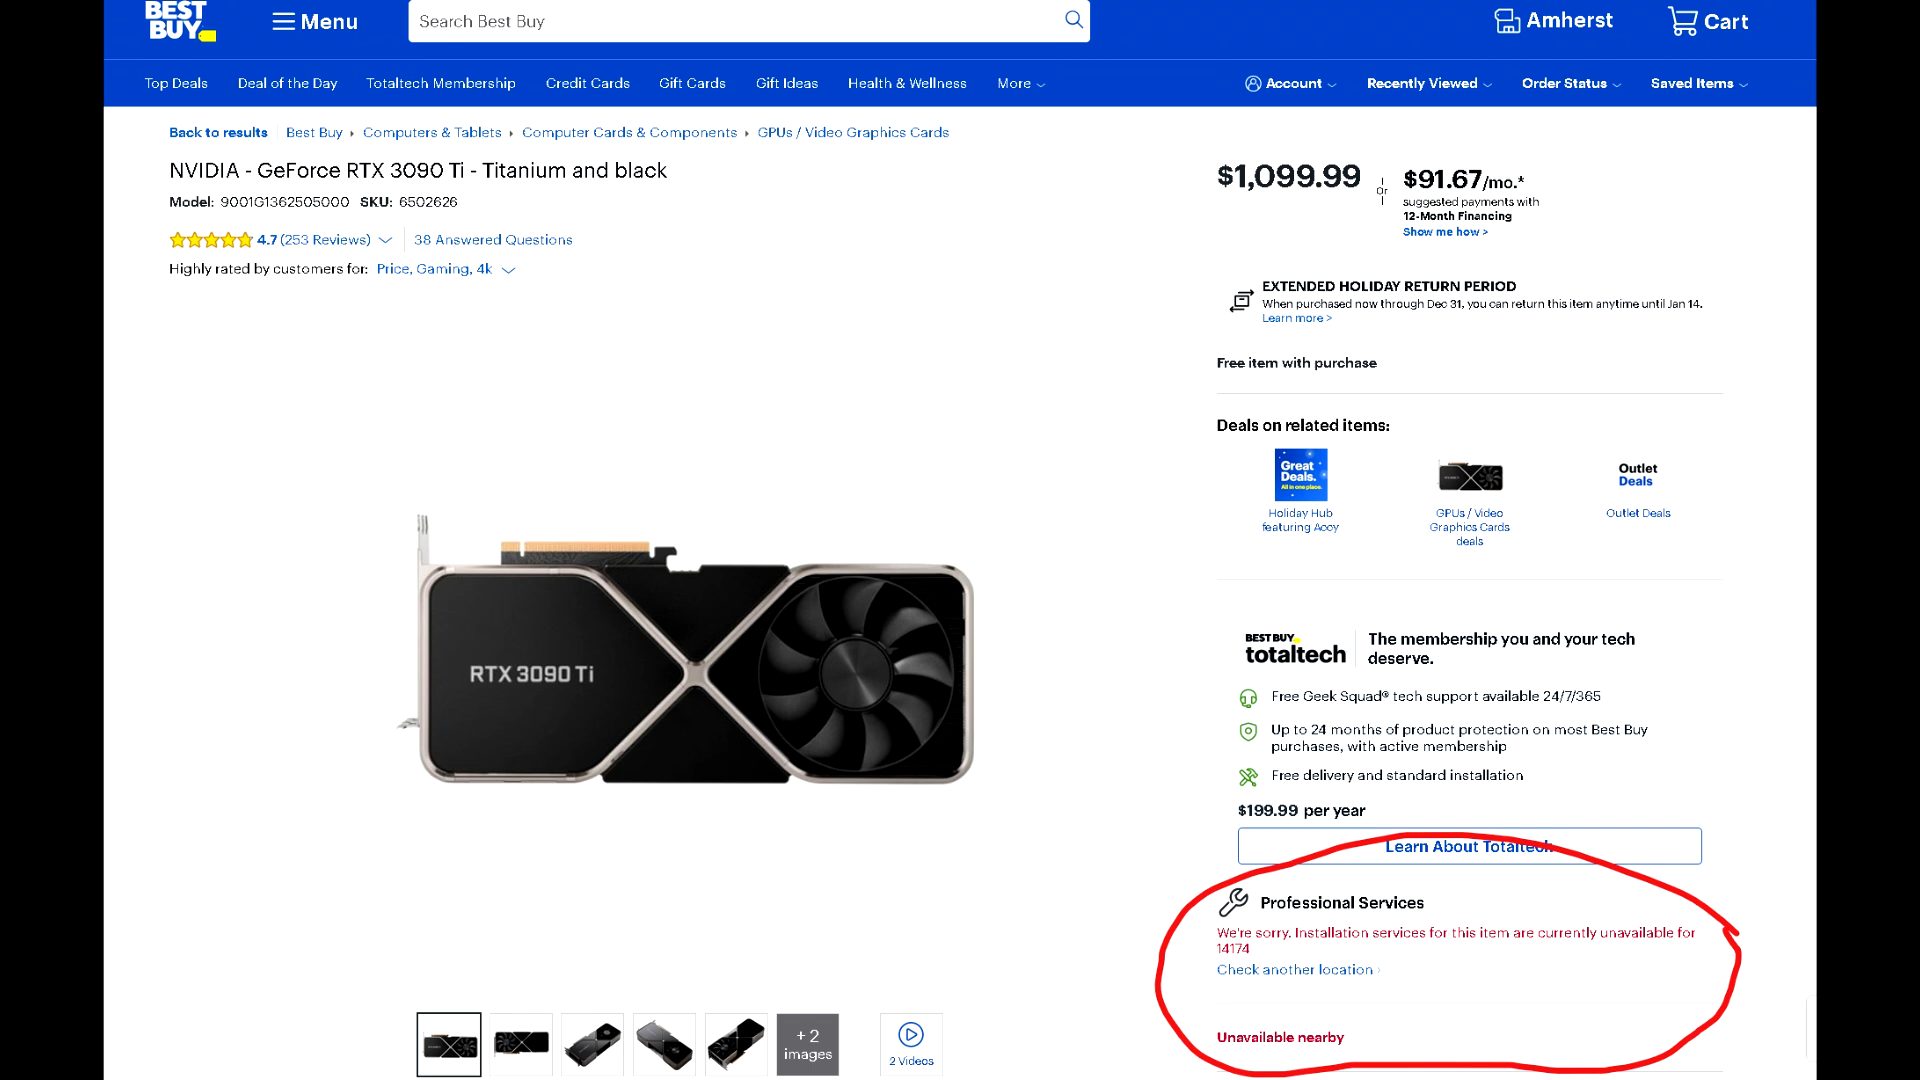 BEST
BUY
Menu
Search Best Buy
Amherst
Cart
Top Deals
Deal of the Day
Totaltech Membership
Credit Cards
Gift Cards
Gift Ideas
Health & Wellness
More
Account
Recently Viewed
Order Status
Saved Items
Back to results
Best Buy
Computers & Tablets
Computer Cards & Components
GPUs / Video Graphics Cards
NVIDIA - GeForce RTX 3090 Ti - Titanium and black
Model: 9001G1362505000 SKU: 6502626
4.7 (253 Reviews)
38 Answered Questions
Highly rated by customers for: Price, Gaming, 4k
RTX 3090 Ti
+ 2
images
2 Videos
$1,099.99
Or
$91.67/mo.*
suggested payments with
12-Month Financing
Show me how >
EXTENDED HOLIDAY RETURN PERIOD
When purchased now through Dec 31, you can return this item anytime until Jan 14.
Learn more >
Free item with purchase
Deals on related items:
Great
Deals.
All in one place.
Holiday Hub
featuring Accy
GPUs / Video
Graphics Cards
deals
Outlet
Deals
Outlet Deals
BEST BUY
totaltech
The membership you and your tech
deserve.
Free Geek Squad® tech support available 24/7/365
Up to 24 months of product protection on most Best Buy
purchases, with active membership
Free delivery and standard installation
$199.99 per year
Learn About Totaltech
Professional Services
We're sorry. Installation services for this item are currently unavailable for
14174
Check another location ›
Unavailable nearby